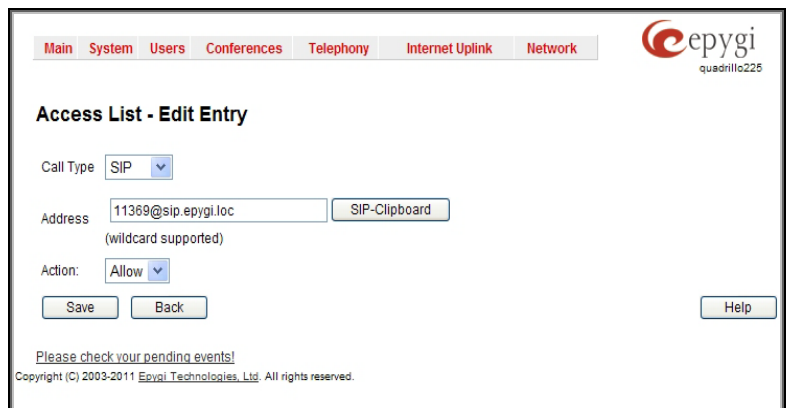 Main System Users Conferences Telephony Internet Uplink Network
epygi
quadrillo225
Access List - Edit Entry
Call Type SIP
Address 11369@sip.epygi.loc SIP-Clipboard
(wildcard supported)
Action: Allow
Save Back Help
Please check your pending events!
Copyright (C) 2003-2011 Epygi Technologies, Ltd. All rights reserved.